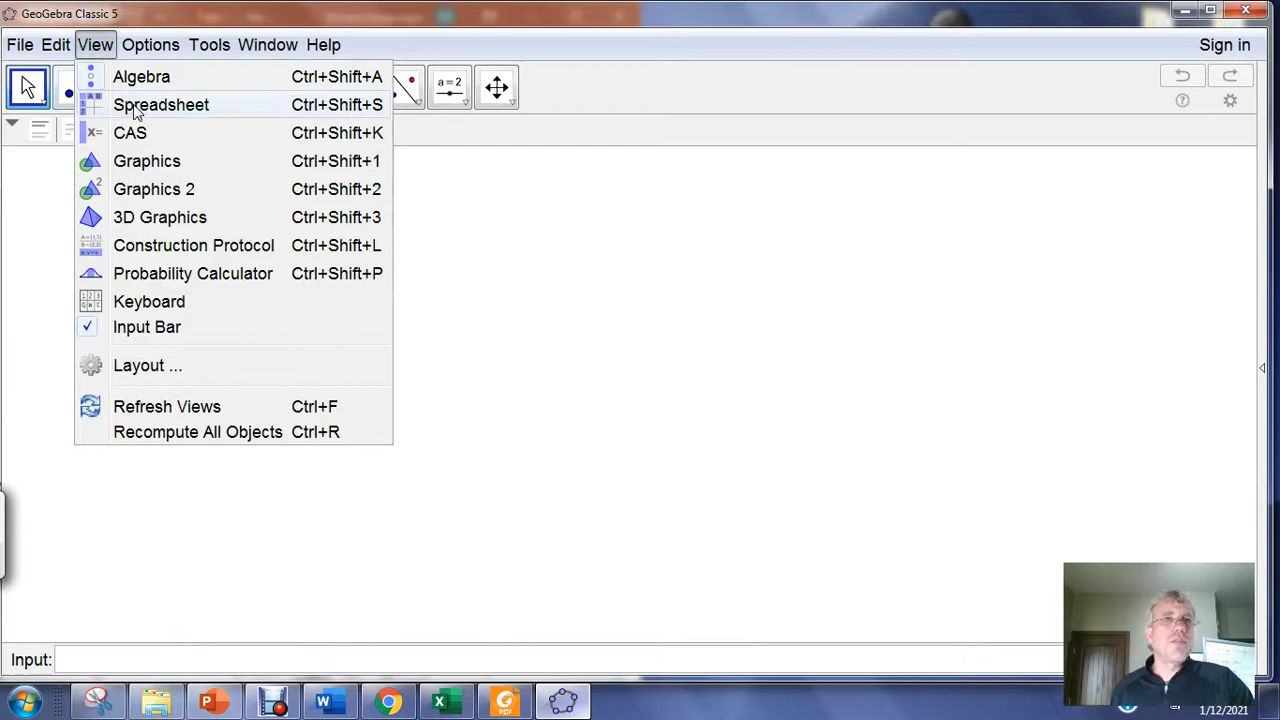 GeoGebra Classic 5
File Edit View Options Tools Window Help Sign in
a = 2
Algebra Ctrl+Shift+A
Spreadsheet Ctrl+Shift+S
CAS Ctrl+Shift+K
Graphics Ctrl+Shift+1
Graphics 2 Ctrl+Shift+2
3D Graphics Ctrl+Shift+3
Construction Protocol Ctrl+Shift+L
Probability Calculator Ctrl+Shift+P
Keyboard
Input Bar
Layout ...
Refresh Views Ctrl+F
Recompute All Objects Ctrl+R
Input:
1/12/2021